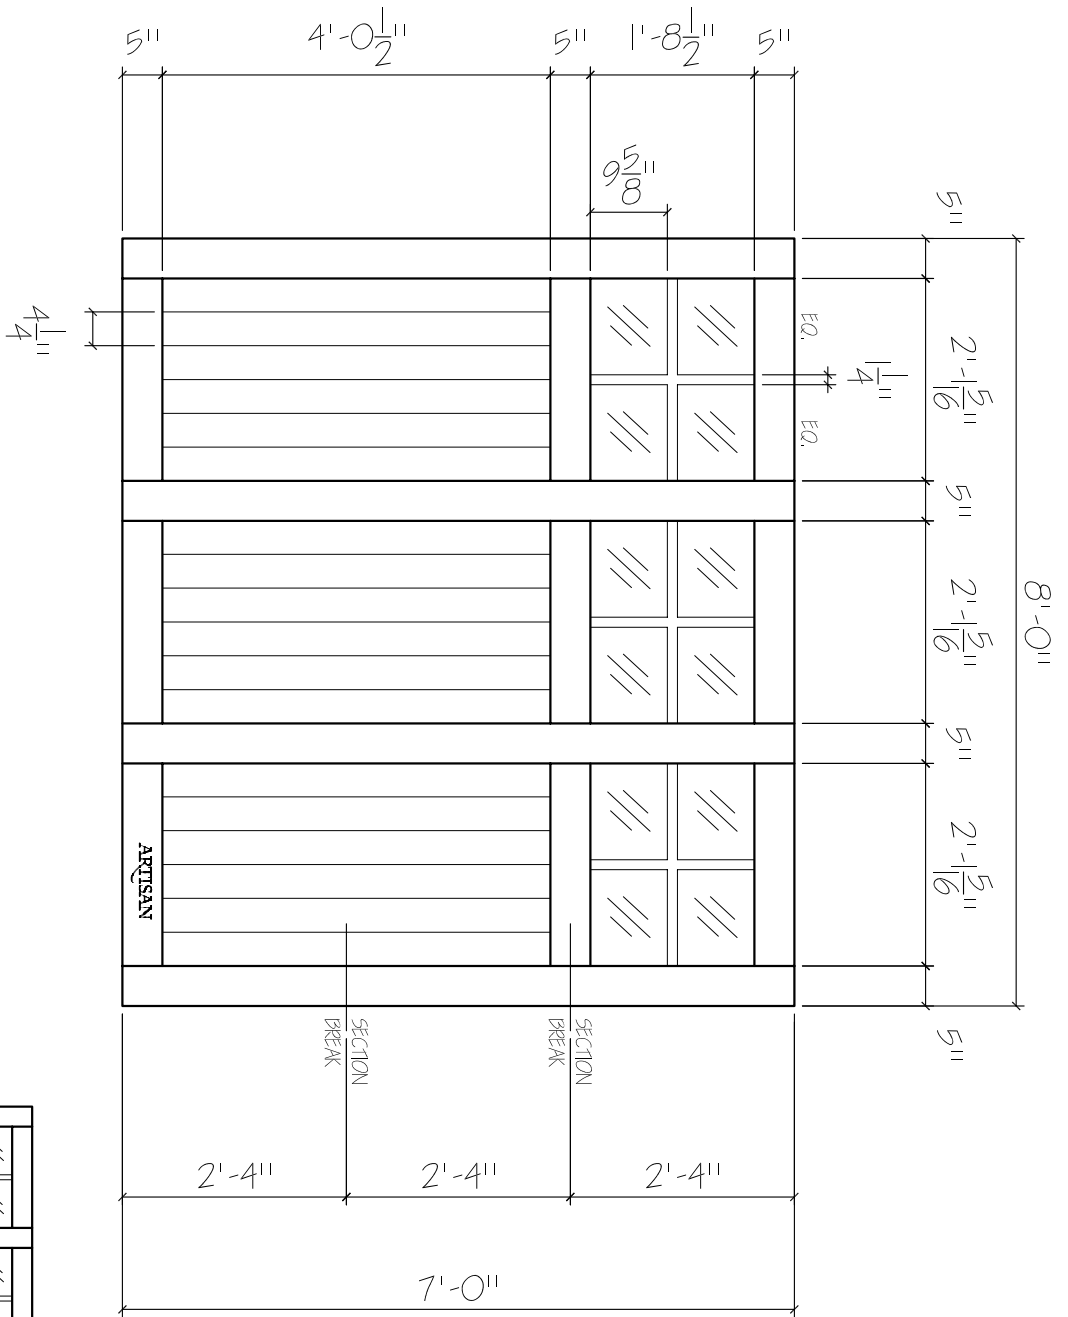 5"
4'-0 1/2"
5"
1'-8 1/2"
5"
9 5/8"
5"
4 1/4"
EQ.
1 1/4"
EQ.
2'-1 5/16"
5"
2'-1 5/16"
8'-0"
5"
2'-1 5/16"
ARTISAN
5"
SECTION
BREAK
SECTION
BREAK
2'-4"
2'-4"
2'-4"
7'-0"